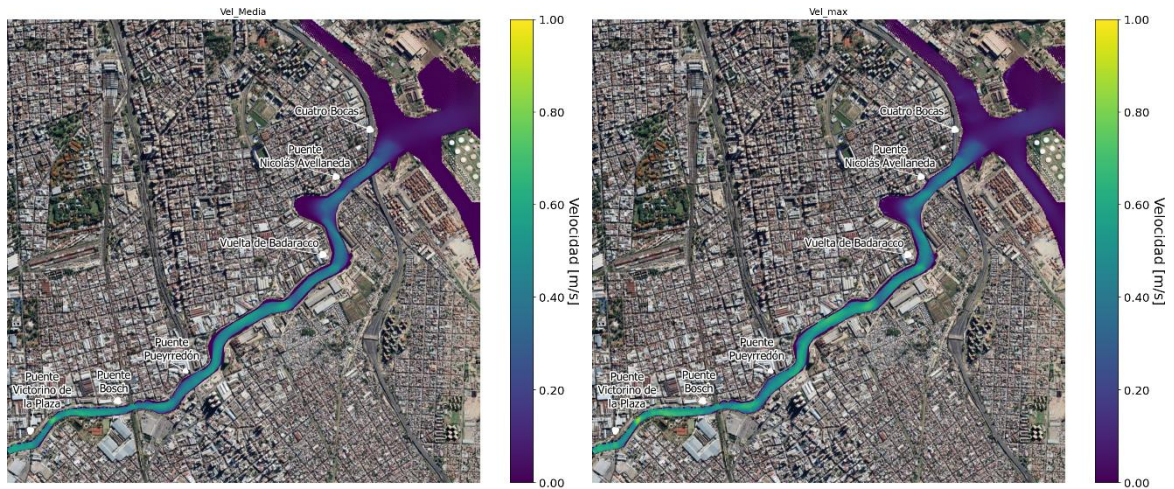 Vel_Media
Cuatro Bocas
Puente
Nicolás Avellaneda
Vuelta de Badaracco
Puente
Pueyrredón
Puente
Bosch
Puente
Victorino de
la Plaza
1.00
0.80
0.60
0.40
0.20
0.00
Velocidad [m/s]
Vel_max
Cuatro Bocas
Puente
Nicolás Avellaneda
Vuelta de Badaracco
Puente
Pueyrredón
Puente
Bosch
Puente
Victorino de
la Plaza
1.00
0.80
0.60
0.40
0.20
0.00
Velocidad [m/s]